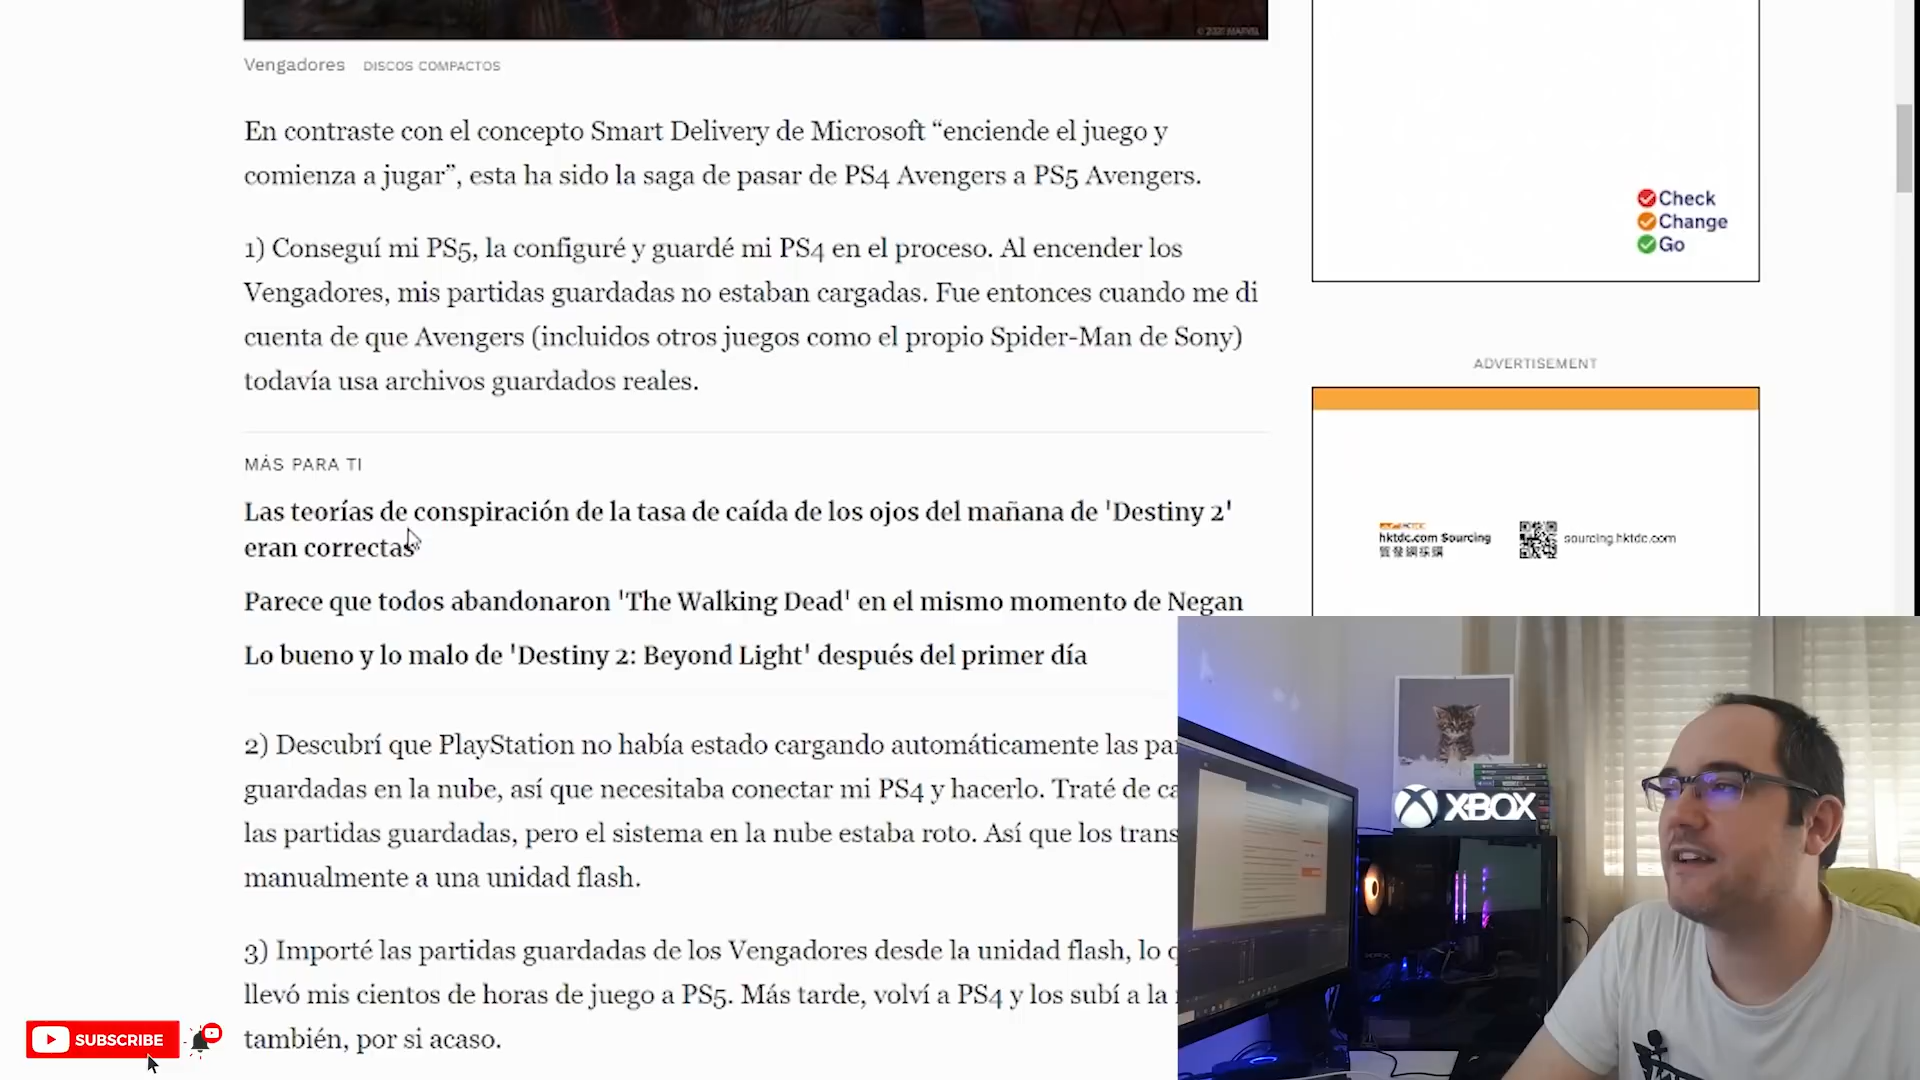 © 2021 MARVEL
Vengadores DISCOS COMPACTOS
En contraste con el concepto Smart Delivery de Microsoft “enciende el juego y
comienza a jugar”, esta ha sido la saga de pasar de PS4 Avengers a PS5 Avengers.
1) Conseguí mi PS5, la configuré y guardé mi PS4 en el proceso. Al encender los
Vengadores, mis partidas guardadas no estaban cargadas. Fue entonces cuando me di
cuenta de que Avengers (incluidos otros juegos como el propio Spider-Man de Sony)
todavía usa archivos guardados reales.
MÁS PARA TI
Las teorías de conspiración de la tasa de caída de los ojos del mañana de 'Destiny 2'
eran correctas
Parece que todos abandonaron 'The Walking Dead' en el mismo momento de Negan
Lo bueno y lo malo de 'Destiny 2: Beyond Light' después del primer día
2) Descubrí que PlayStation no había estado cargando automáticamente las
guardadas en la nube, así que necesitaba conectar mi PS4 y hacerlo. Traté de
las partidas guardadas, pero el sistema en la nube estaba roto. Así que los
manualmente a una unidad flash.
3) Importé las partidas guardadas de los Vengadores desde la unidad flash, lo
llevó mis cientos de horas de juego a PS5. Más tarde, volví a PS4 y los subí a la
también, por si acaso.
Check
Change
Go
ADVERTISEMENT
hktdc.com Sourcing
sourcing.hktdc.com
XBOX
SUBSCRIBE